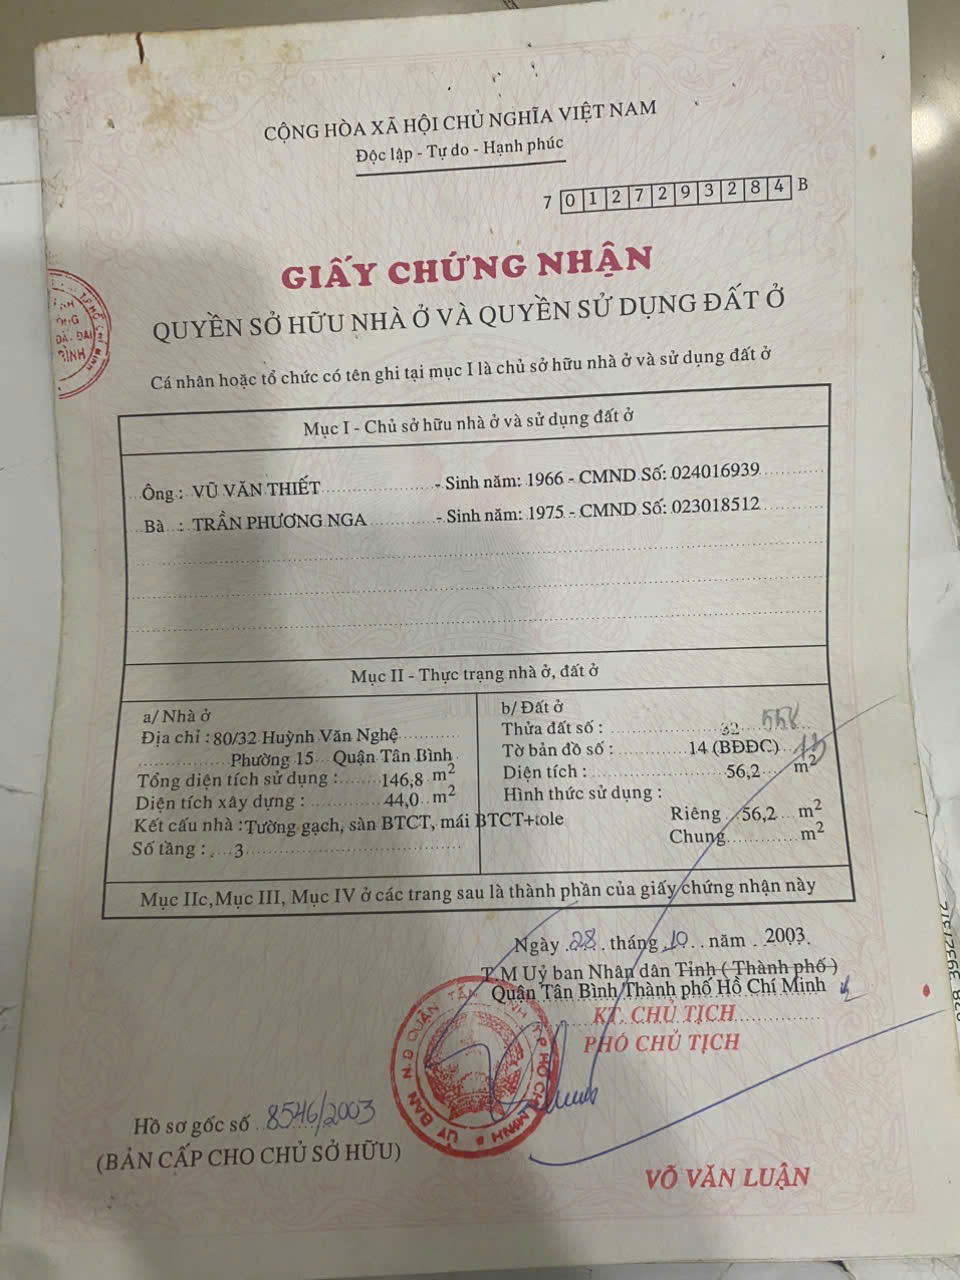 CỘNG HÒA XÃ HỘI CHỦ NGHĨA VIỆT NAM
Độc lập - Tự do - Hạnh phúc
7 0 1 2 7 2 9 3 2 8 4 B
GIẤY CHỨNG NHẬN
QUYỀN SỞ HỮU NHÀ Ở VÀ QUYỀN SỬ DỤNG ĐẤT Ở
Cá nhân hoặc tổ chức có tên ghi tại mục I là chủ sở hữu nhà ở và sử dụng đất ở
Mục I - Chủ sở hữu nhà ở và sử dụng đất ở
Ông : VŨ VĂN THIẾT - Sinh năm: 1966 - CMND Số: 024016939
Bà : TRẦN PHƯƠNG NGA - Sinh năm: 1975 - CMND Số: 023018512
Mục II - Thực trạng nhà ở, đất ở
a/ Nhà ở
Địa chỉ : 80/32 Huỳnh Văn Nghệ
Phường 15 Quận Tân Bình
Tổng diện tích sử dụng : 146,8 m2
Diện tích xây dựng : 44,0 m2
Kết cấu nhà : Tường gạch, sàn BTCT, mái BTCT+tole
Số tầng : 3
b/ Đất ở
Thửa đất số : 32 558
Tờ bản đồ số : 14 (BĐĐC)
Diện tích : 56,2 m2
Hình thức sử dụng :
Riêng 56,2 m2
Chung m2
Mục IIc, Mục III, Mục IV ở các trang sau là thành phần của giấy chứng nhận này
Ngày 28 tháng 10 năm 2003
T.M Uỷ ban Nhân dân Tỉnh ( Thành phố )
Quận Tân Bình Thành phố Hồ Chí Minh
KT. CHỦ TỊCH
PHÓ CHỦ TỊCH
ỦY BAN N.D QUẬN TÂN BÌNH T.P HỒ CHÍ MINH
Hồ sơ gốc số 8546/2003
(BẢN CẤP CHO CHỦ SỞ HỮU)
VÕ VĂN LUẬN